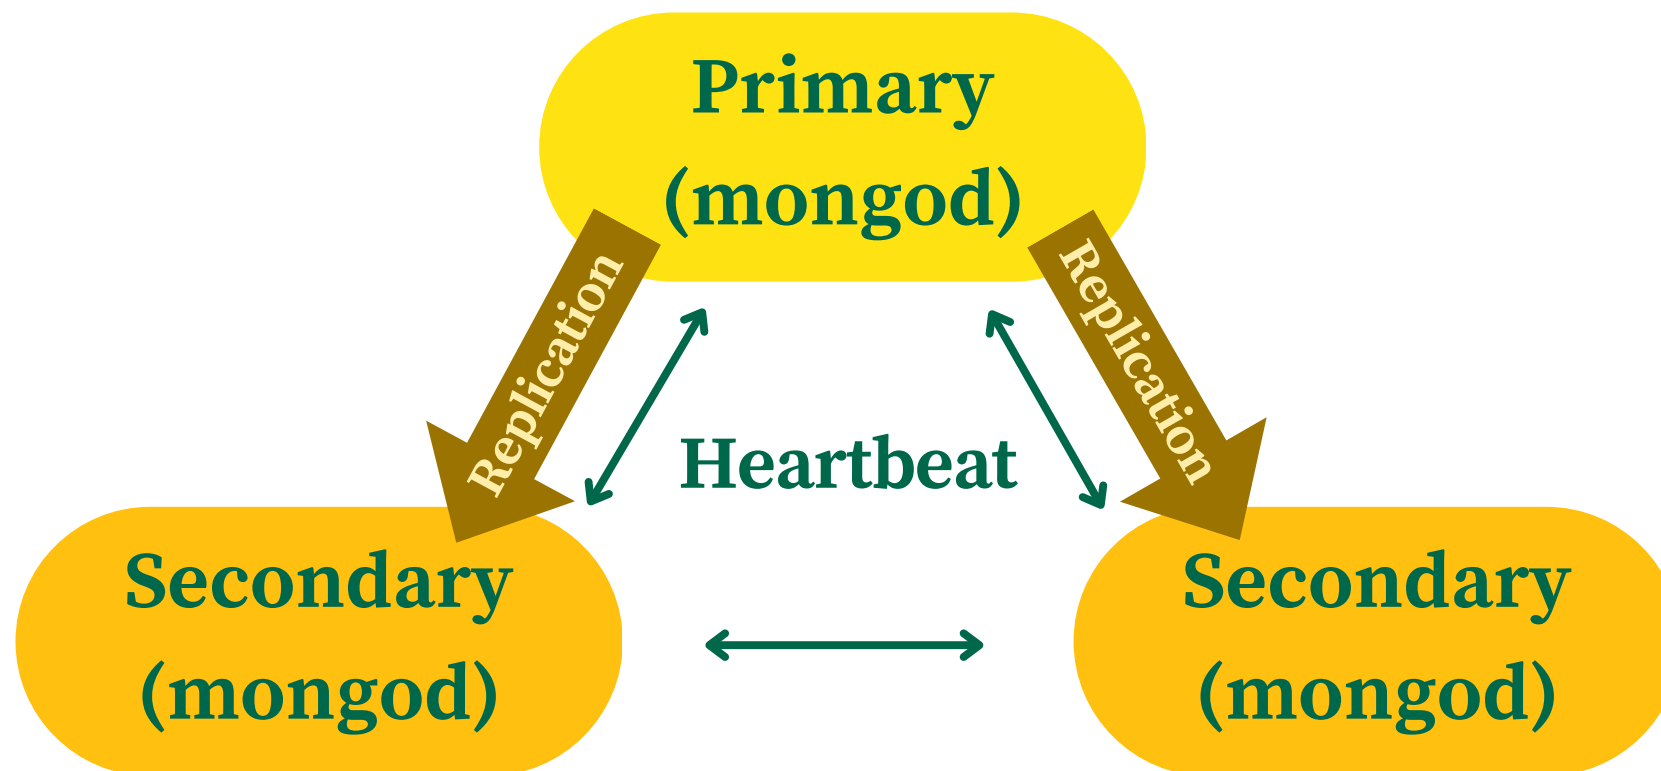 Primary
(mongod)
Replication
Replication
Heartbeat
Secondary
(mongod)
Secondary
(mongod)